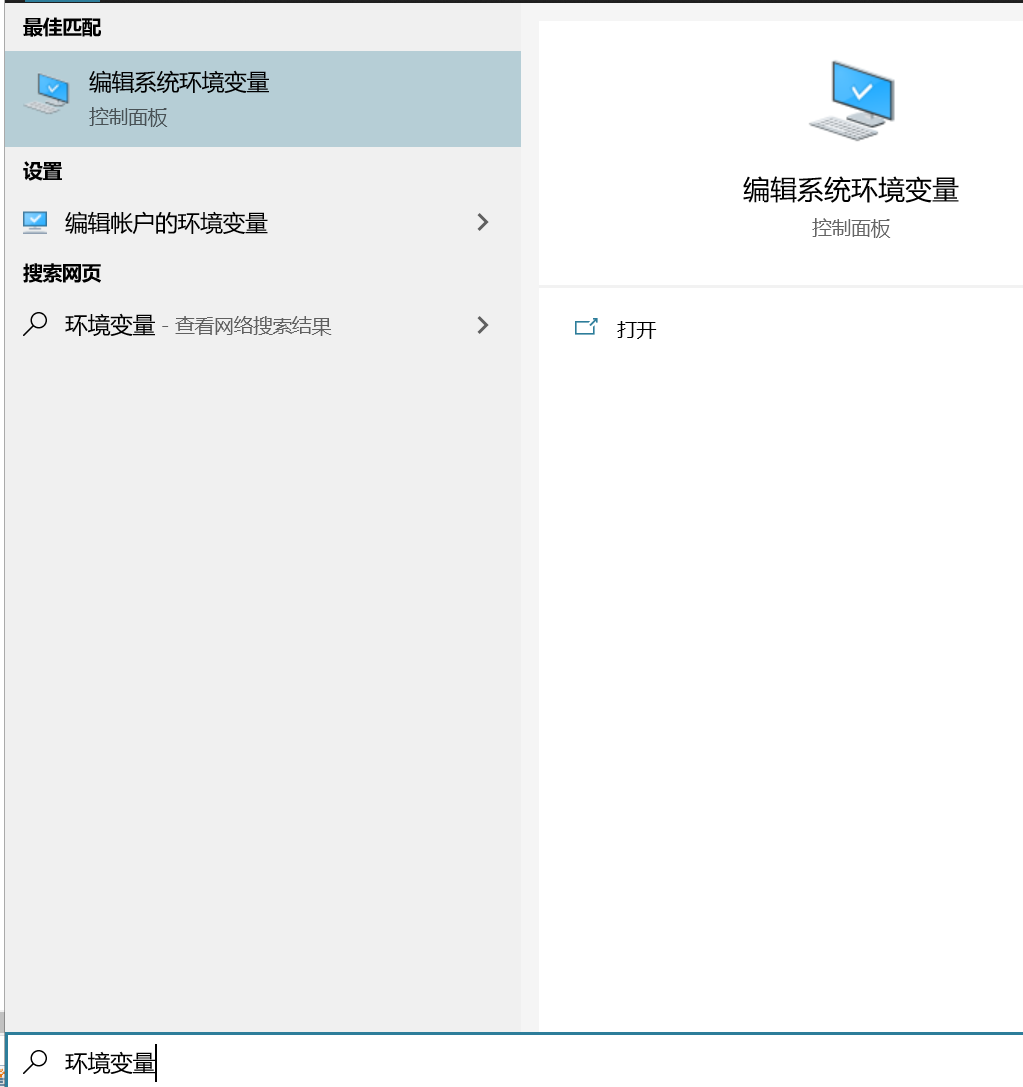 最佳匹配
编辑系统环境变量
控制面板
设置
编辑帐户的环境变量
搜索网页
环境变量 - 查看网络搜索结果
编辑系统环境变量
控制面板
打开
环境变量